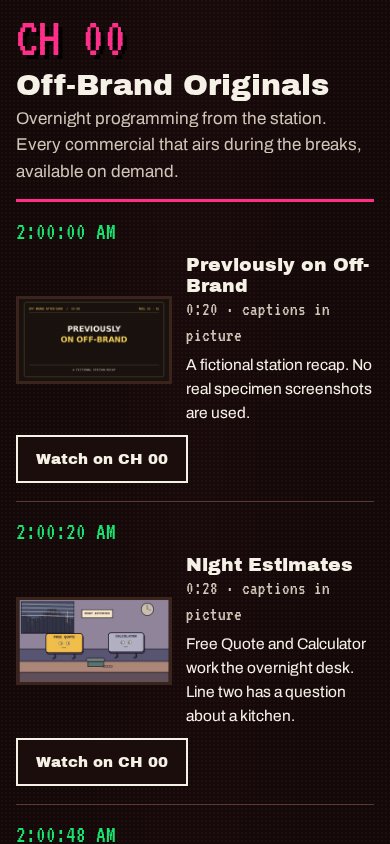 CH 00
Off-Brand Originals
Overnight programming from the station.
Every commercial that airs during the breaks,
available on demand.
2:00:00 AM
PREVIOUSLY
ON OFF-BRAND
Previously on Off-
Brand
0:20 · captions in
picture
A fictional station recap. No
real specimen screenshots
are used.
Watch on CH 00
2:00:20 AM
FREE QUOTE
CALCULATOR
Night Estimates
0:28 · captions in
picture
Free Quote and Calculator
work the overnight desk.
Line two has a question
about a kitchen.
Watch on CH 00
2:00:48 AM